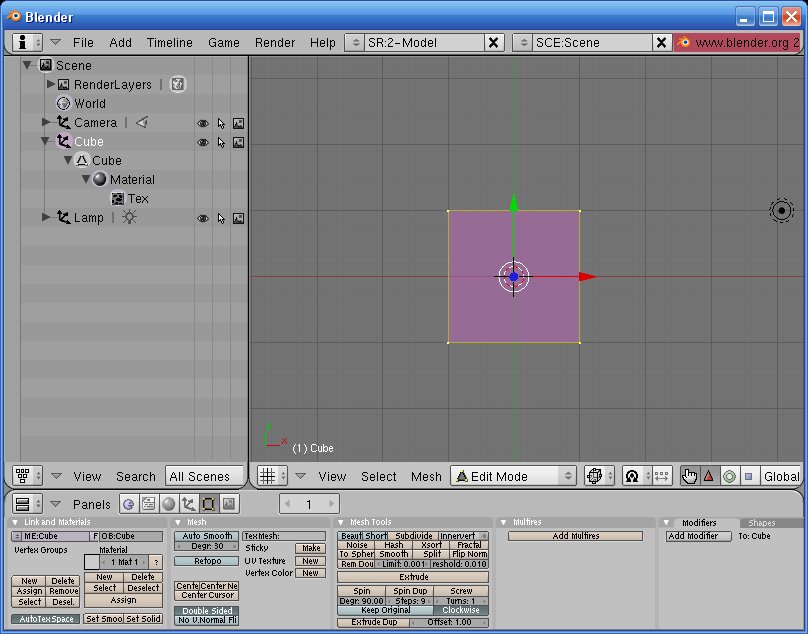 Blender
File Add Timeline Game Render Help SR:2-Model SCE:Scene www.blender.org 2
Scene
RenderLayers
World
Camera
Cube
Cube
Material
Tex
Lamp
y
x
(1) Cube
View Search All Scenes
View Select Mesh Edit Mode Global
Panels 1
Link and Materials
ME:Cube F OB:Cube
Vertex Groups Material
1 Mat 1 ?
New Delete New Delete
Assign Remove Select Deselect
Select Desel. Assign
AutoTexSpace Set Smoo Set Solid
Mesh
Auto Smooth TexMesh:
Degr: 30 Sticky Make
Retopo UV Texture New
Vertex Color New
Cente Center Ne
Center Cursor
Double Sided
No V.Normal Fli
Mesh Tools
Beaut Short Subdivide Innervert
Noise Hash Xsort Fractal
To Spher Smooth Split Flip Norm
Rem Dou Limit: 0.001 reshold: 0.010
Extrude
Spin Spin Dup Screw
Degr: 90.00 Steps: 9 Turns: 1
Keep Original Clockwise
Extrude Dup Offset: 1.00
Multires
Add Multires
Modifiers Shapes
Add Modifier To: Cube